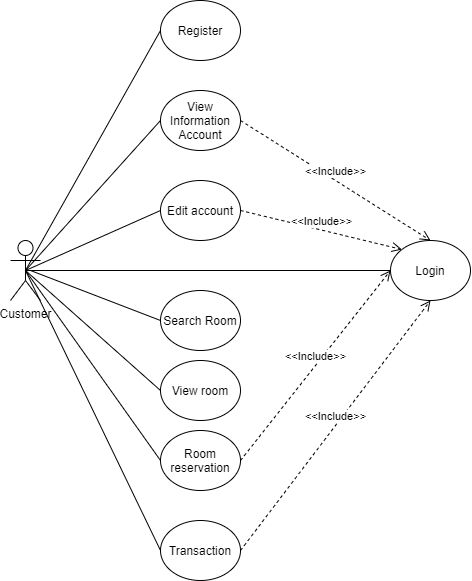 Register
View
Information
Account
<<Include>>
Edit account
<<Include>>
Login
Customer
Search Room
<<Include>>
View room
<<Include>>
Room
reservation
Transaction